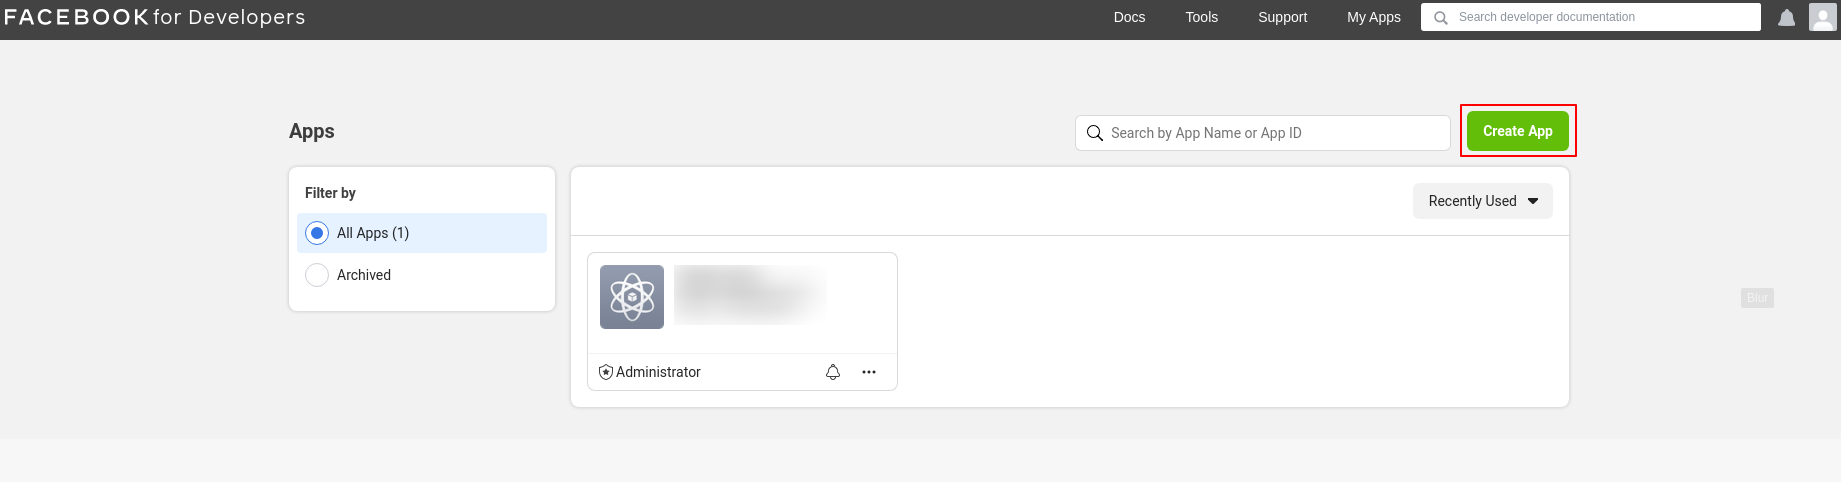 FACEBOOK for Developers
Docs
Tools
Support
My Apps
Search developer documentation
Apps
Search by App Name or App ID
Create App
Filter by
All Apps (1)
Archived
Recently Used
Administrator
Blur